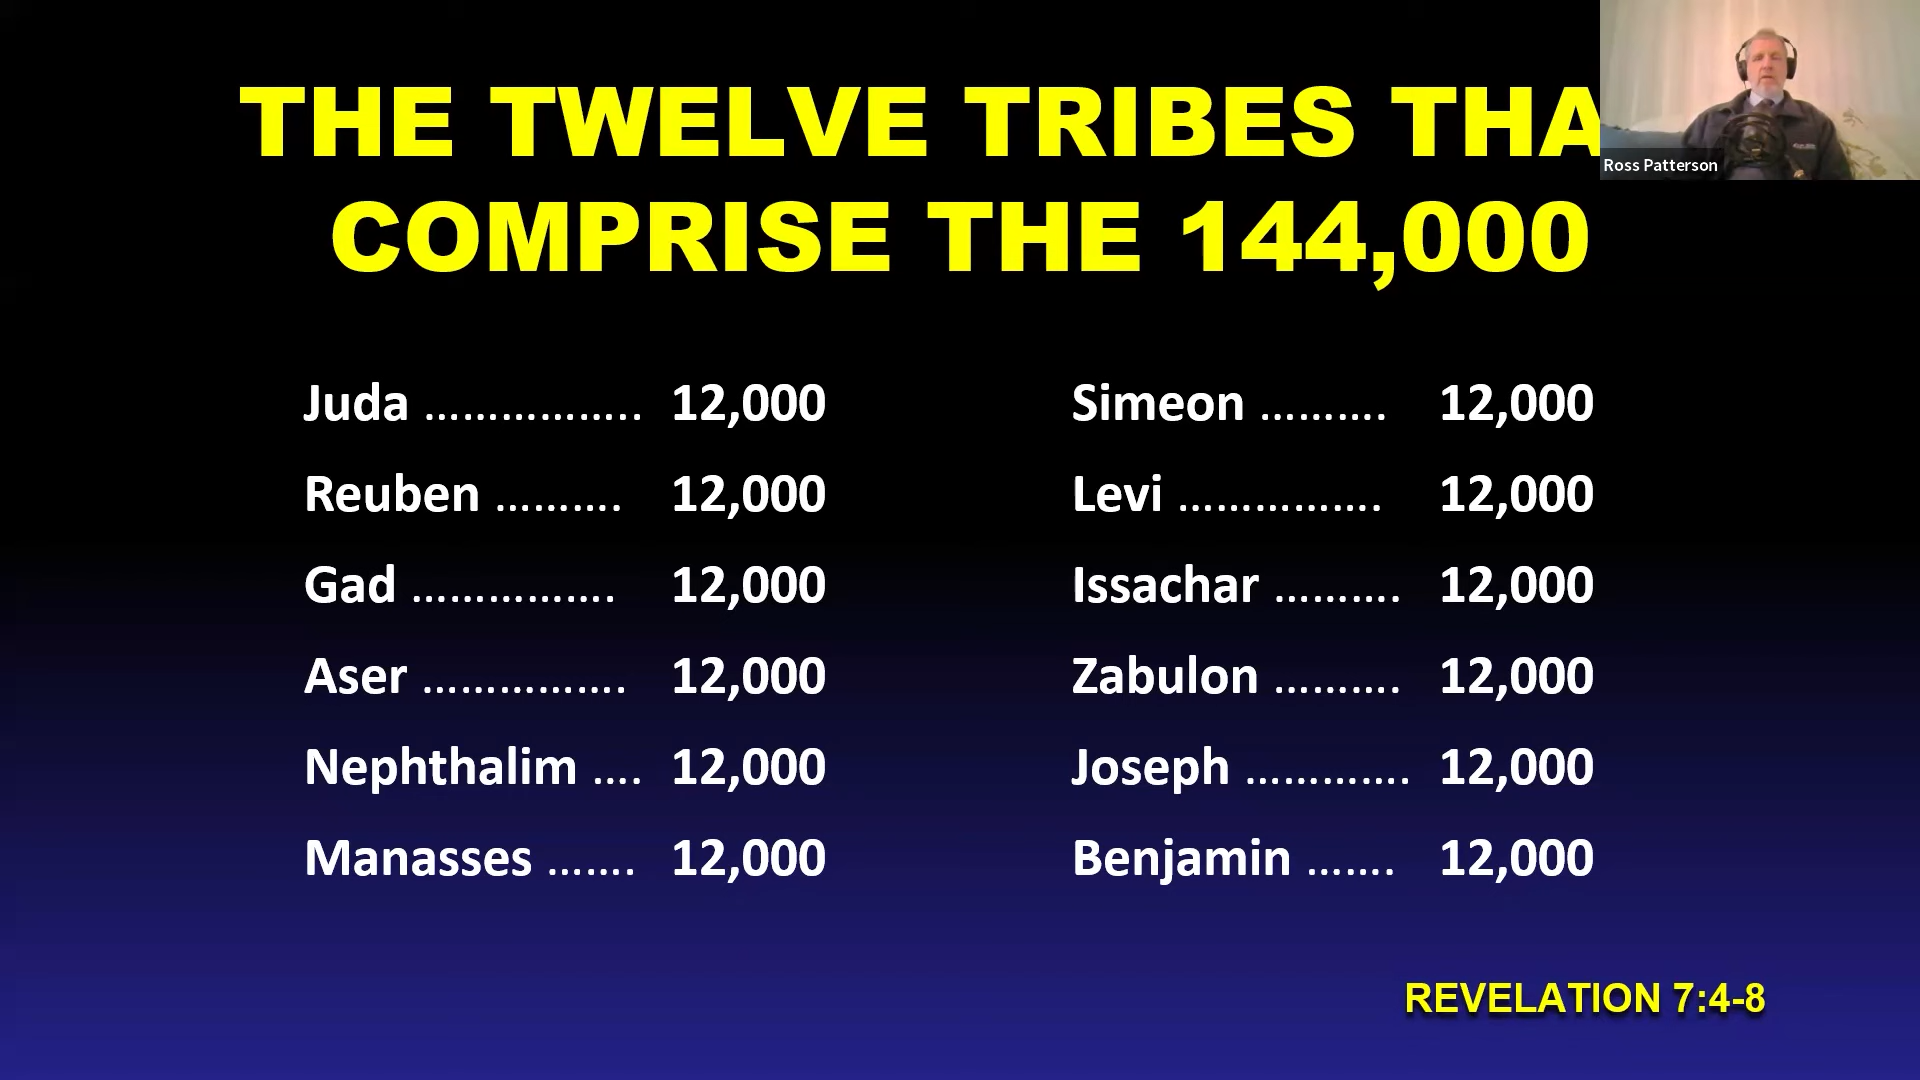 THE TWELVE TRIBES THA
COMPRISE THE 144,000
Ross Patterson
Juda …………….. 12,000
Reuben ………. 12,000
Gad ……………. 12,000
Aser ……………. 12,000
Nephthalim …. 12,000
Manasses ……. 12,000
Simeon ………. 12,000
Levi ……………. 12,000
Issachar ………. 12,000
Zabulon ………. 12,000
Joseph …………. 12,000
Benjamin ……. 12,000
REVELATION 7:4-8